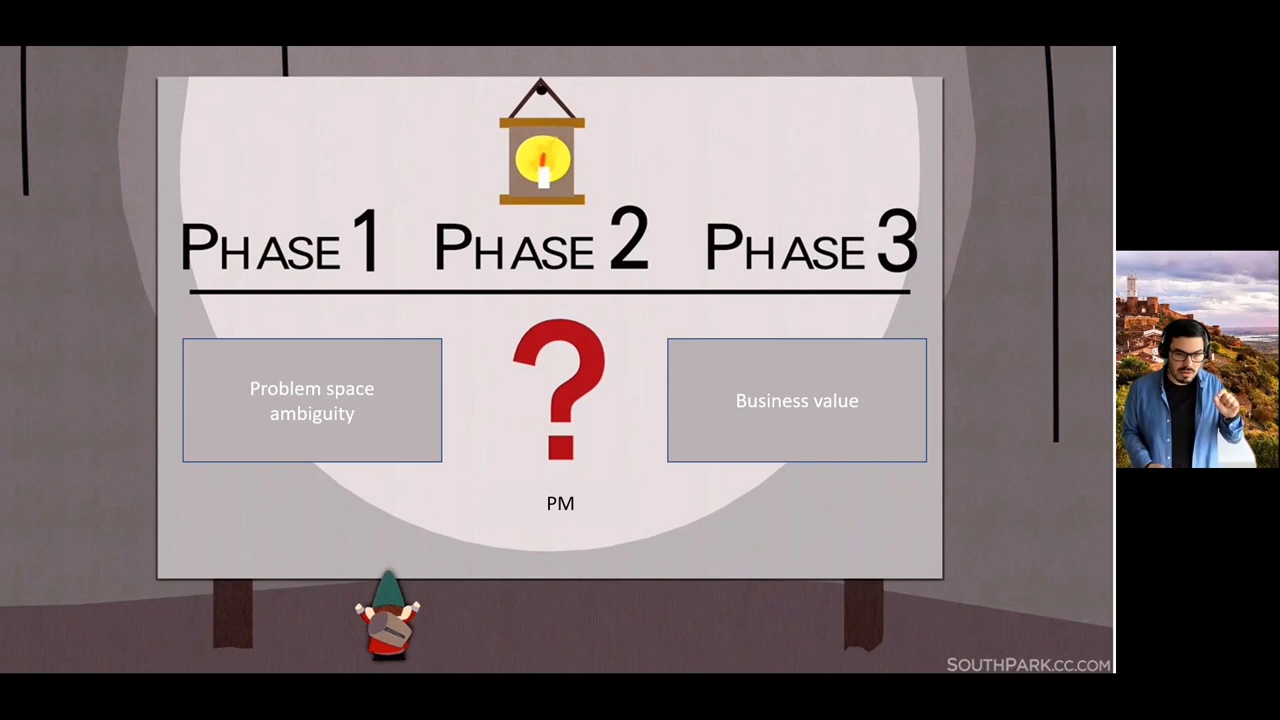 PHASE 1 PHASE 2 PHASE 3
?
Problem space
ambiguity
Business value
PM
SOUTHPARK.CC.COM